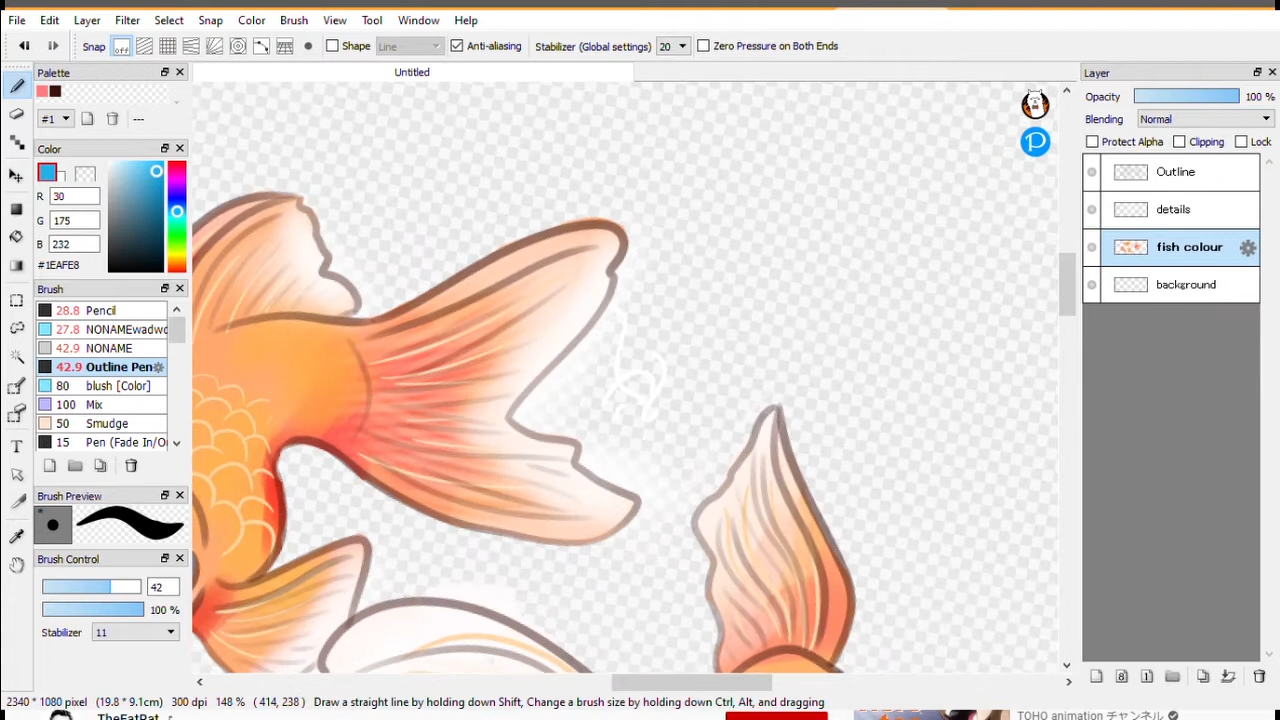 File Edit Layer Filter Select Snap Color Brush View Tool Window Help
Snap off Shape Line Anti-aliasing Stabilizer (Global settings) 20 Zero Pressure on Both Ends
Palette
Untitled
Layer
#1 ---
Color
R 30
G 175
B 232
#1EAFE8
Brush
28.8 Pencil
27.8 NONAMEwadwo
42.9 NONAME
42.9 Outline Pen
80 blush [Color]
100 Mix
50 Smudge
15 Pen (Fade In/O
Brush Preview
Brush Control
42
100 %
Stabilizer 11
Opacity 100 %
Blending Normal
Protect Alpha Clipping Lock
Outline
details
fish colour
background
8 1
2340 * 1080 pixel (19.8 * 9.1cm) 300 dpi 148 % ( 414, 238 ) Draw a straight line by holding down Shift, Change a brush size by holding down Ctrl, Alt, and dragging
TheFatRat
TOHO animation チャンネル